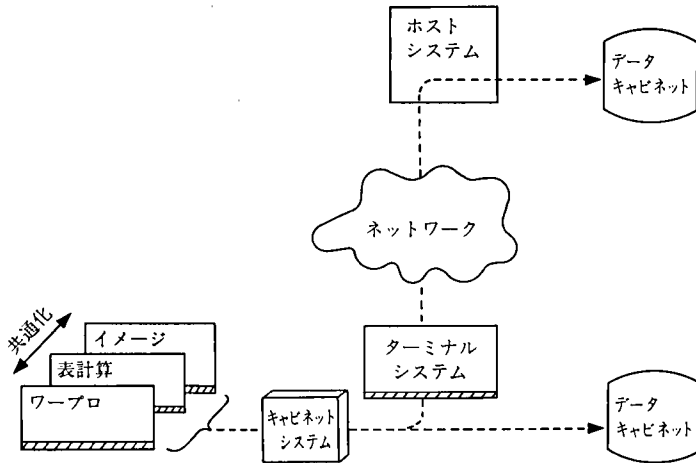 ホスト
システム
データ
キャビネット
ネットワーク
共通化
イメージ
表計算
ワープロ
ターミナル
システム
キャビネット
システム
データ
キャビネット